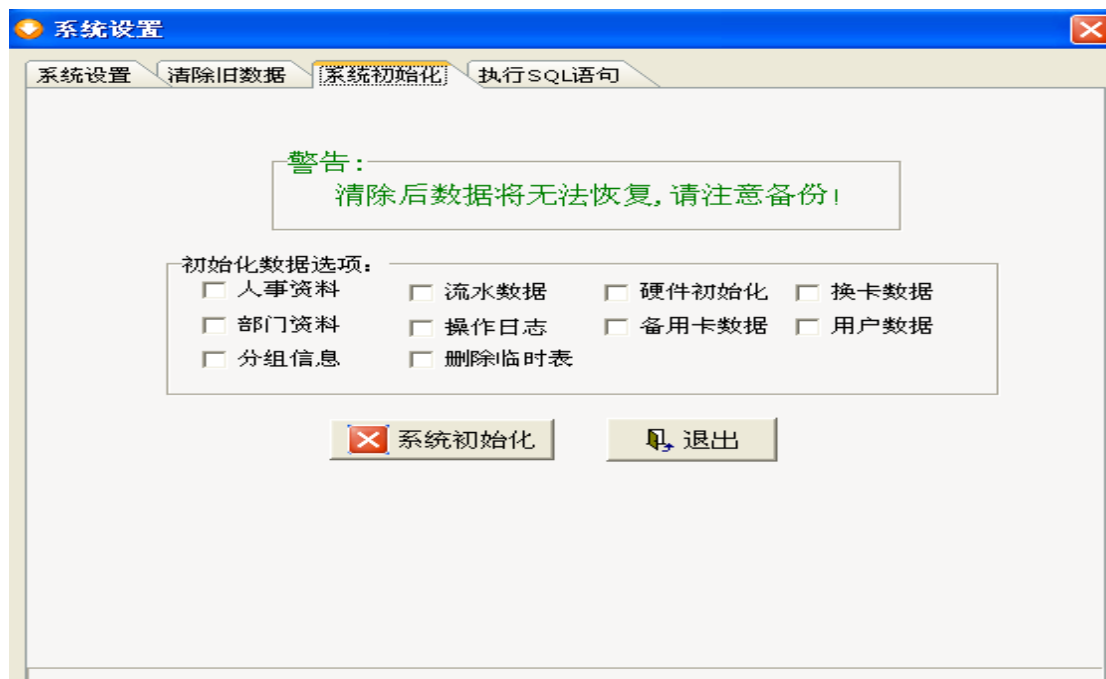 系统设置
系统设置 清除旧数据 系统初始化 执行SQL语句
警告:
清除后数据将无法恢复,请注意备份!
初始化数据选项:
人事资料 流水数据 硬件初始化 换卡数据
部门资料 操作日志 备用卡数据 用户数据
分组信息 删除临时表
系统初始化 退出